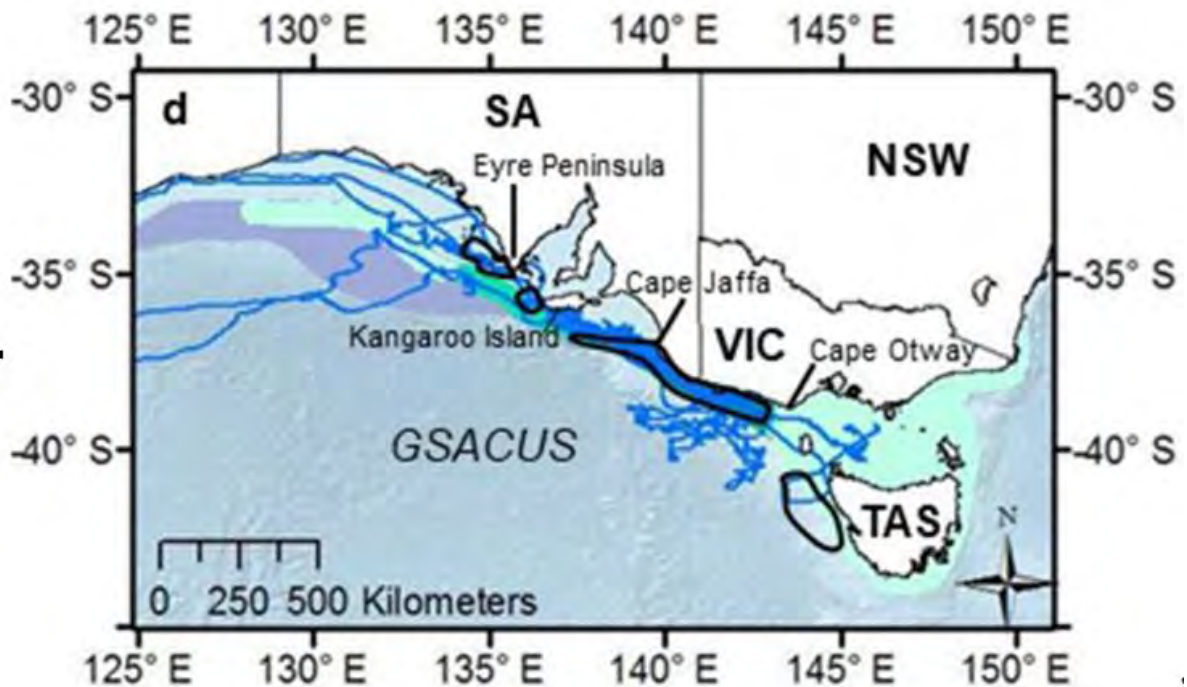 125° E 130° E 135° E 140° E 145° E 150° E
-30° S -30° S
d SA
Eyre Peninsula NSW
-35° S -35° S
Cape Jaffa
Kangaroo Island VIC Cape Otway
-40° S GSACUS -40° S
TAS N
0 250 500 Kilometers
125° E 130° E 135° E 140° E 145° E 150° E